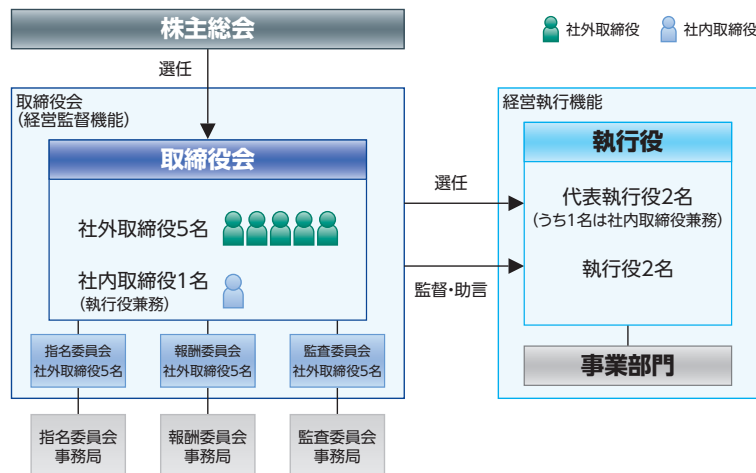 株主総会
社外取締役
社内取締役
選任
取締役会
(経営監督機能)
取締役会
社外取締役5名
社内取締役1名
(執行役兼務)
指名委員会
社外取締役5名
報酬委員会
社外取締役5名
監査委員会
社外取締役5名
指名委員会
事務局
報酬委員会
事務局
監査委員会
事務局
選任
監督・助言
経営執行機能
執行役
代表執行役2名
(うち1名は社内取締役兼務)
執行役2名
事業部門